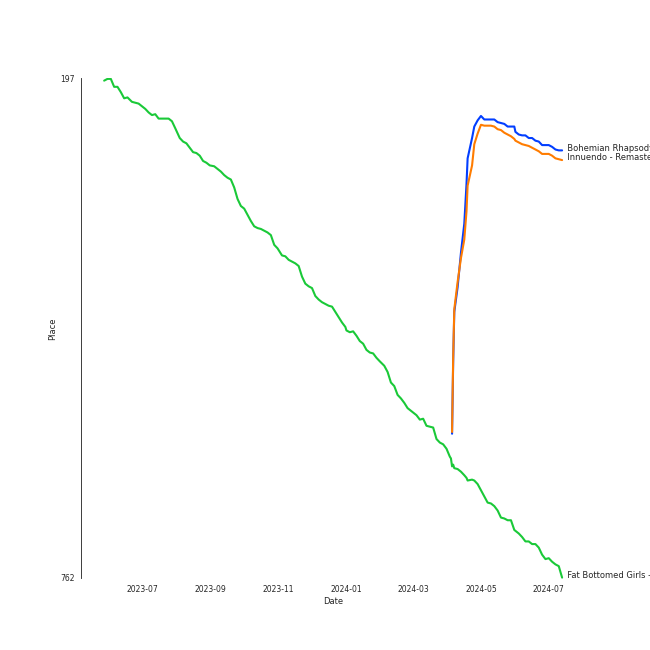 197
Bohemian Rhapsody
Innuendo - Remaste
Place
762
Fat Bottomed Girls -
2023-07 2023-09 2023-11 2024-01 2024-03 2024-05 2024-07
Date